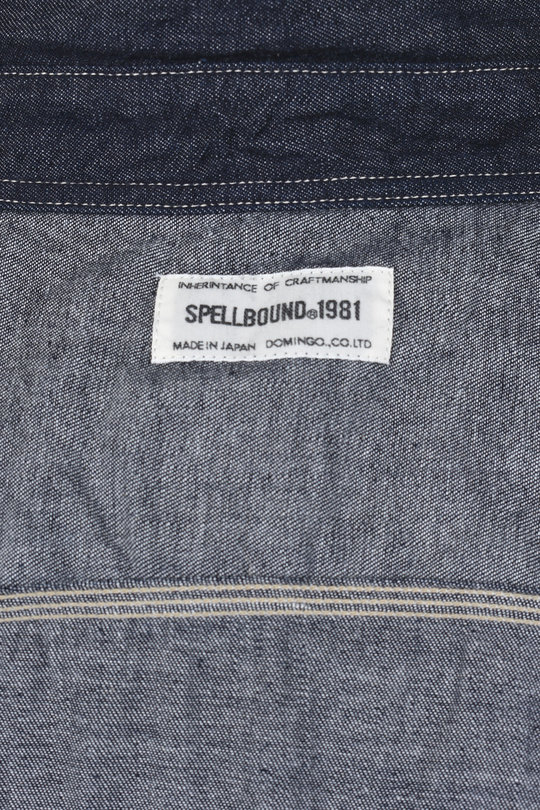 INHERINTANCE OF CRAFTMANSHIP
SPELLBOUND®1981
MADE IN JAPAN DOMINGO.,CO.LTD